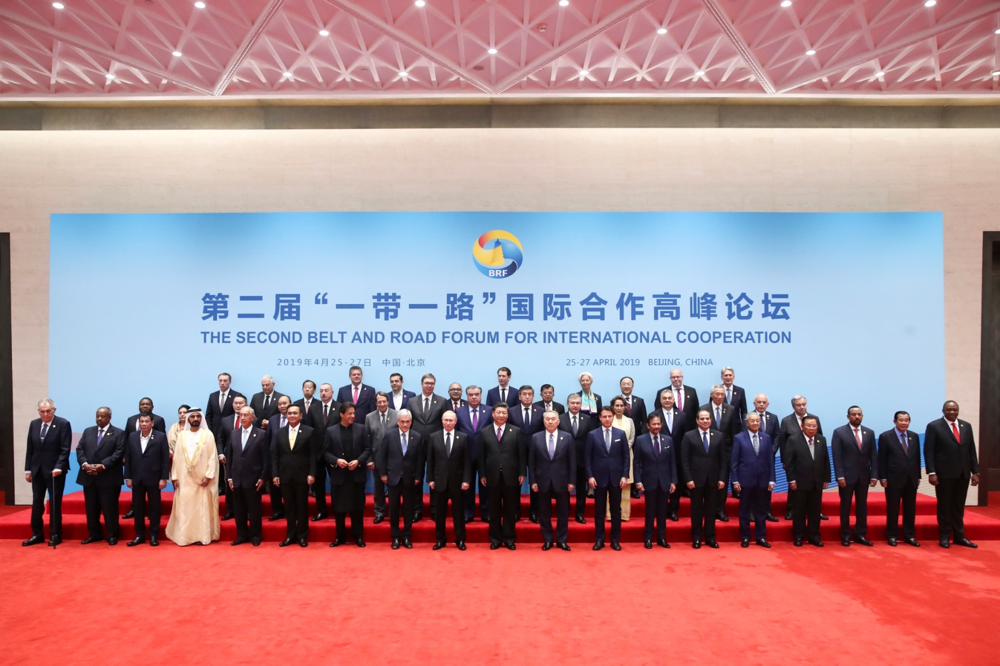 BRF
第二届“一带一路”国际合作高峰论坛
THE SECOND BELT AND ROAD FORUM FOR INTERNATIONAL COOPERATION
2019年4月25-27日 中国·北京 25-27 APRIL 2019 BEIJING, CHINA